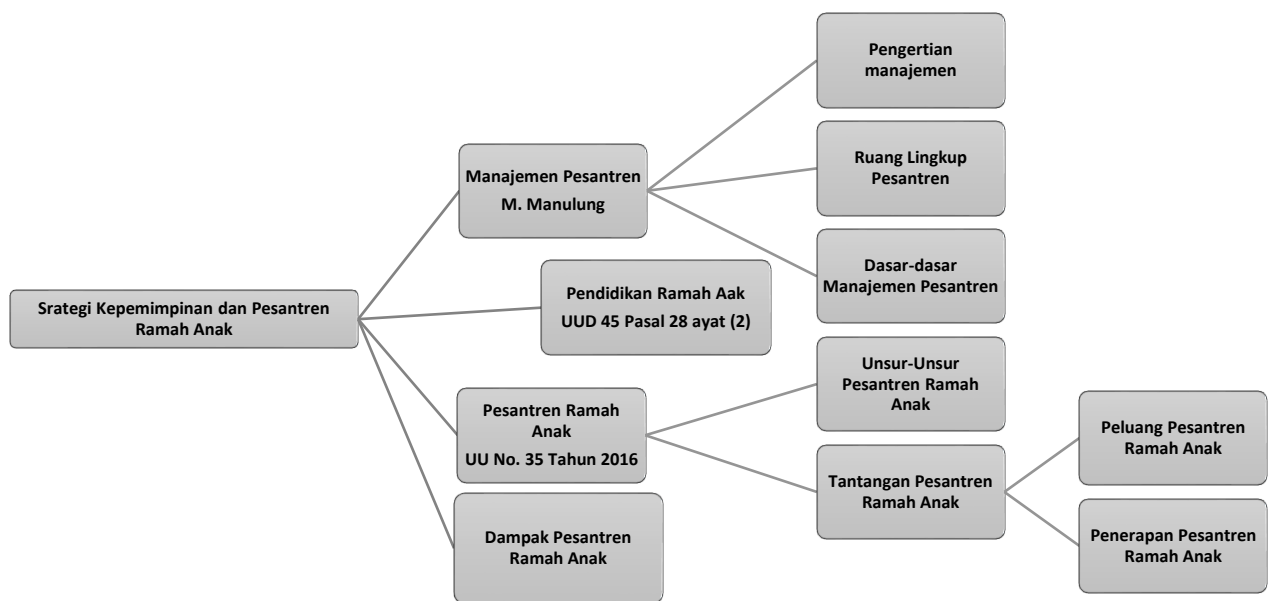 Srategi Kepemimpinan dan Pesantren
Ramah Anak
Manajemen Pesantren
M. Manulung
Pengertian
manajemen
Ruang Lingkup
Pesantren
Dasar-dasar
Manajemen Pesantren
Pendidikan Ramah Aak
UUD 45 Pasal 28 ayat (2)
Pesantren Ramah
Anak
UU No. 35 Tahun 2016
Unsur-Unsur
Pesantren Ramah
Anak
Tantangan Pesantren
Ramah Anak
Peluang Pesantren
Ramah Anak
Penerapan Pesantren
Ramah Anak
Dampak Pesantren
Ramah Anak